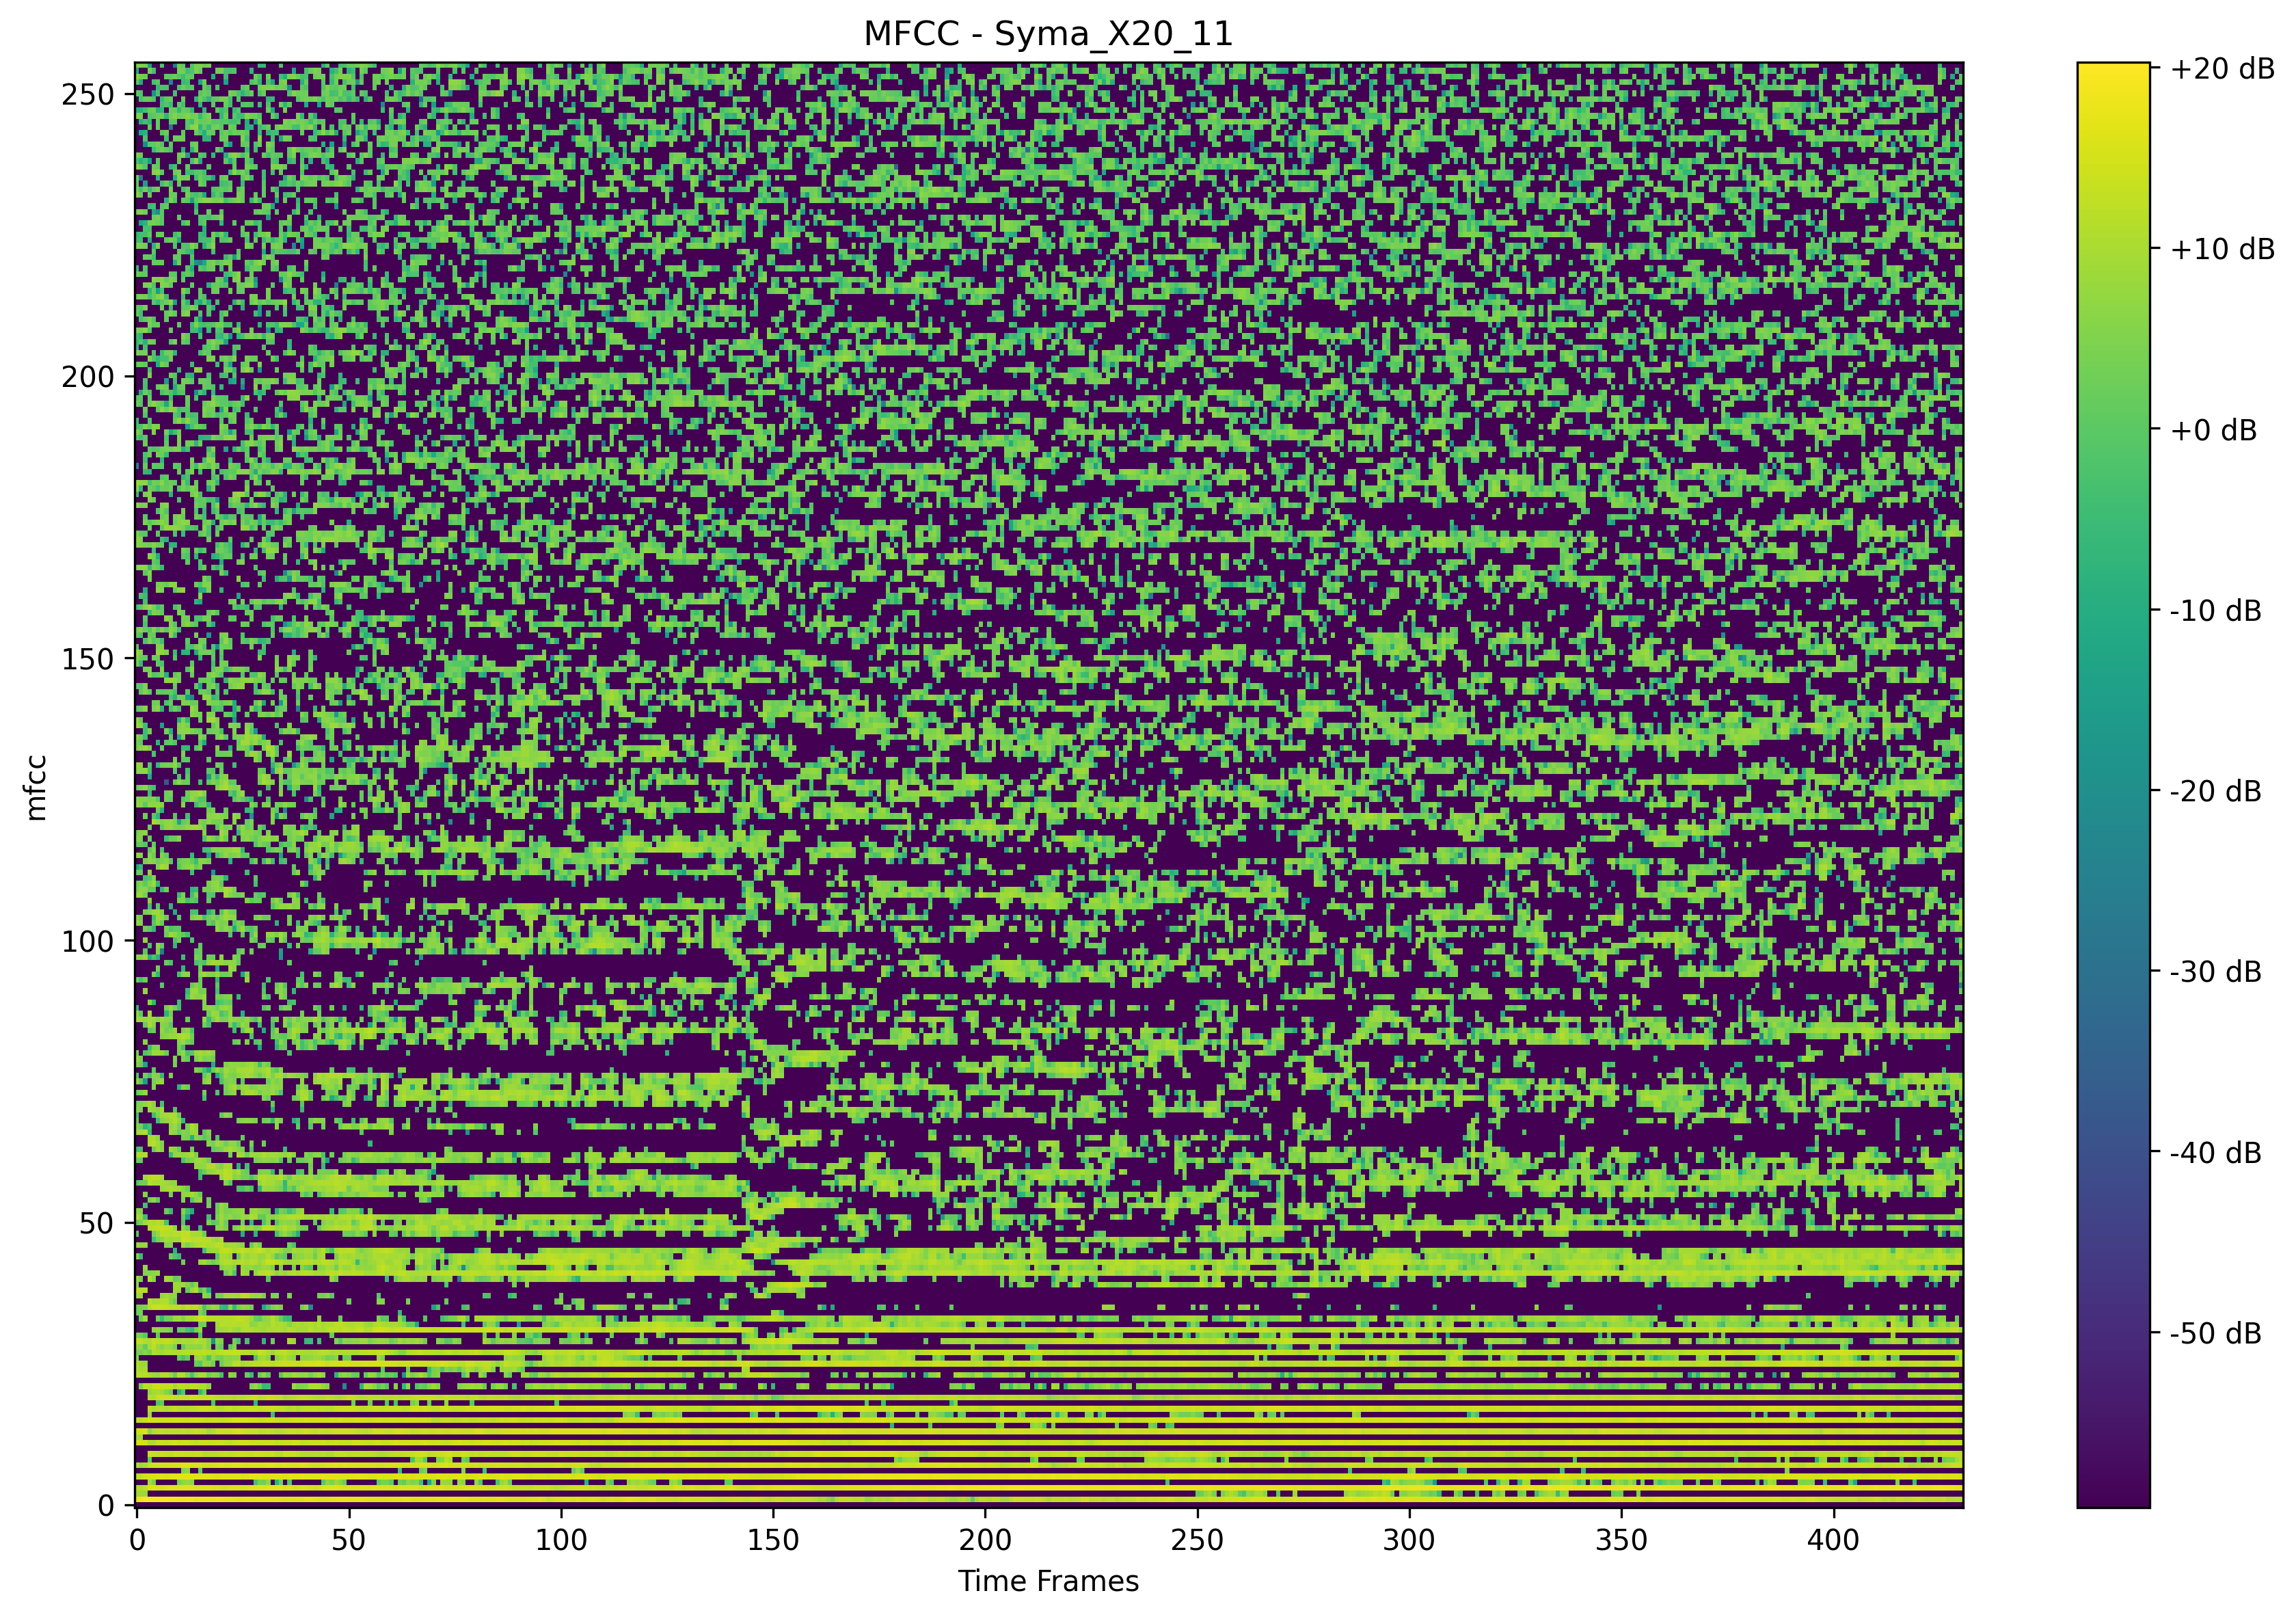 MFCC - Syma_X20_11
mfcc
250
200
150
100
50
0
0 50 100 150 200 250 300 350 400
Time Frames
+20 dB
+10 dB
+0 dB
-10 dB
-20 dB
-30 dB
-40 dB
-50 dB